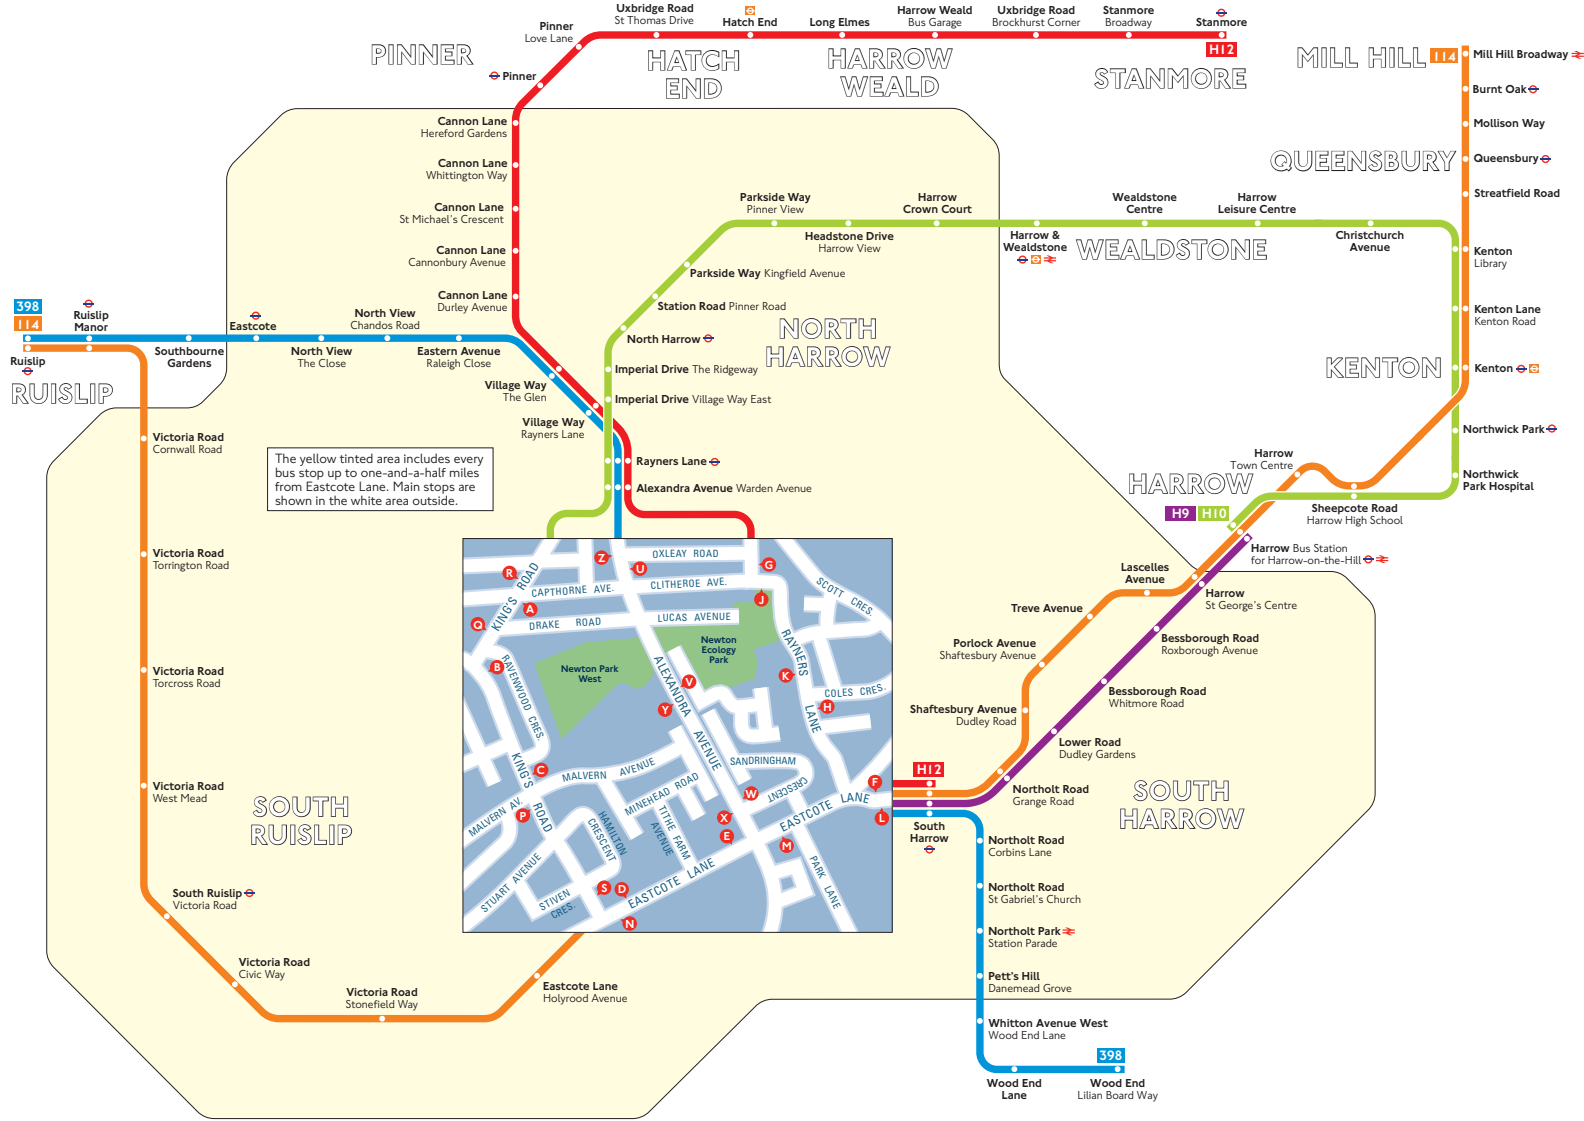 Uxbridge Road
St Thomas Drive
Hatch End
Long Elmes
Harrow Weald
Bus Garage
Uxbridge Road
Brockhurst Corner
Stanmore
Broadway
Stanmore
H12
Pinner
Love Lane
Pinner
PINNER
HATCH
END
HARROW
WEALD
STANMORE
MILL HILL
114
Mill Hill Broadway
Burnt Oak
Mollison Way
QUEENSBURY
Queensbury
Streatfield Road
Cannon Lane
Hereford Gardens
Cannon Lane
Whittington Way
Cannon Lane
St Michael's Crescent
Cannon Lane
Cannonbury Avenue
Cannon Lane
Durley Avenue
Parkside Way
Pinner View
Headstone Drive
Harrow View
Harrow
Crown Court
Harrow &
Wealdstone
Wealdstone
Centre
WEALDSTONE
Harrow
Leisure Centre
Christchurch
Avenue
Kenton
Library
Kenton Lane
Kenton Road
KENTON
Kenton
Northwick Park
Northwick
Park Hospital
Parkside Way Kingfield Avenue
Station Road Pinner Road
North Harrow
NORTH
HARROW
Imperial Drive The Ridgeway
Imperial Drive Village Way East
Rayners Lane
Alexandra Avenue Warden Avenue
398
114
Ruislip
RUISLIP
Ruislip
Manor
Southbourne
Gardens
Eastcote
North View
The Close
North View
Chandos Road
Eastern Avenue
Raleigh Close
Village Way
The Glen
Village Way
Rayners Lane
The yellow tinted area includes every
bus stop up to one-and-a-half miles
from Eastcote Lane. Main stops are
shown in the white area outside.
Victoria Road
Cornwall Road
Victoria Road
Torrington Road
Victoria Road
Torcross Road
Victoria Road
West Mead
SOUTH
RUISLIP
South Ruislip
Victoria Road
Victoria Road
Civic Way
Victoria Road
Stonefield Way
Eastcote Lane
Holyrood Avenue
Harrow
Town Centre
HARROW
H9
H10
Sheepcote Road
Harrow High School
Harrow Bus Station
for Harrow-on-the-Hill
Harrow
St George's Centre
Lascelles
Avenue
Treve Avenue
Porlock Avenue
Shaftesbury Avenue
Shaftesbury Avenue
Dudley Road
Bessborough Road
Roxborough Avenue
Bessborough Road
Whitmore Road
Lower Road
Dudley Gardens
Northolt Road
Grange Road
SOUTH
HARROW
H12
South
Harrow
Northolt Road
Corbins Lane
Northolt Road
St Gabriel's Church
Northolt Park
Station Parade
Pett's Hill
Danemead Grove
Whitton Avenue West
Wood End Lane
398
Wood End
Lane
Wood End
Lilian Board Way
OXLEAY ROAD
Z
U
G
R
KING'S ROAD
CAPTHORNE AVE.
CLITHEROE AVE.
SCOTT CRES.
A
J
Q
DRAKE ROAD
LUCAS AVENUE
Newton
Ecology
Park
RAYNERS
LANE
B
RAVENWOOD CRES.
Newton Park
West
ALEXANDRA
AVENUE
V
K
COLES CRES.
Y
H
KING'S
ROAD
C
MALVERN AVENUE
SANDRINGHAM
CRESCENT
F
MINEHEAD ROAD
W
MALVERN AV.
P
HAMILTON
CRESCENT
TITHE FARM
AVENUE
X
E
EASTCOTE LANE
L
M
STUART AVENUE
STIVEN
CRES.
S
D
EASTCOTE LANE
PARK LANE
N